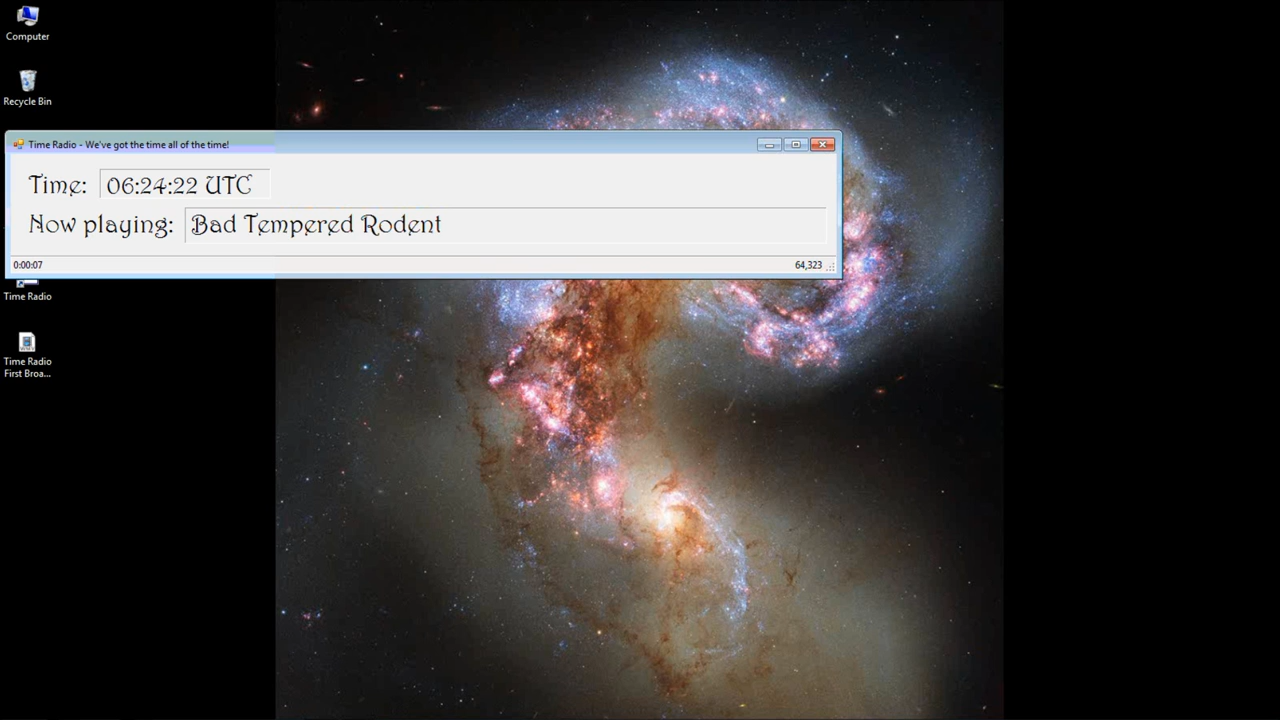 Computer
Recycle Bin
Time Radio - We've got the time all of the time!
Time: 06:24:22 UTC
Now playing: Bad Tempered Rodent
0:00:07 64,323
Time Radio
Time Radio
First Broa...